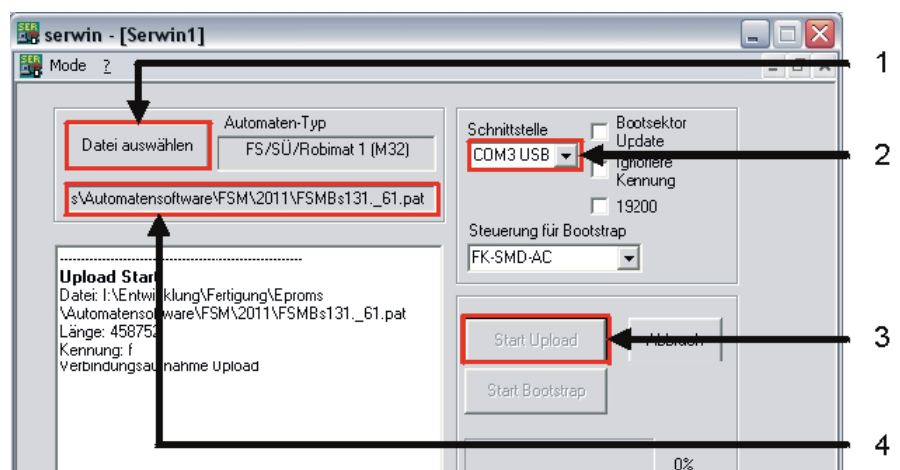 serwin - [Serwin1]
Mode ?
1
Datei auswählen
Automaten-Typ
FS/SÜ/Robimat 1 (M32)
s\Automatensoftware\FSM\2011\FSMBs131._61.pat
Schnittstelle
COM3 USB
2
Bootsektor
Update
Ignoriere
Kennung
19200
Steuerung für Bootstrap
FK-SMD-AC
Upload Start
Datei: I:\Entwicklung\Fertigung\Eproms
\Automatensoftware\FSM\2011\FSMBs131._61.pat
Länge: 458752
Kennung: f
Verbindungsaufnahme Upload
Start Upload
Abbruch
3
Start Bootstrap
4
0%